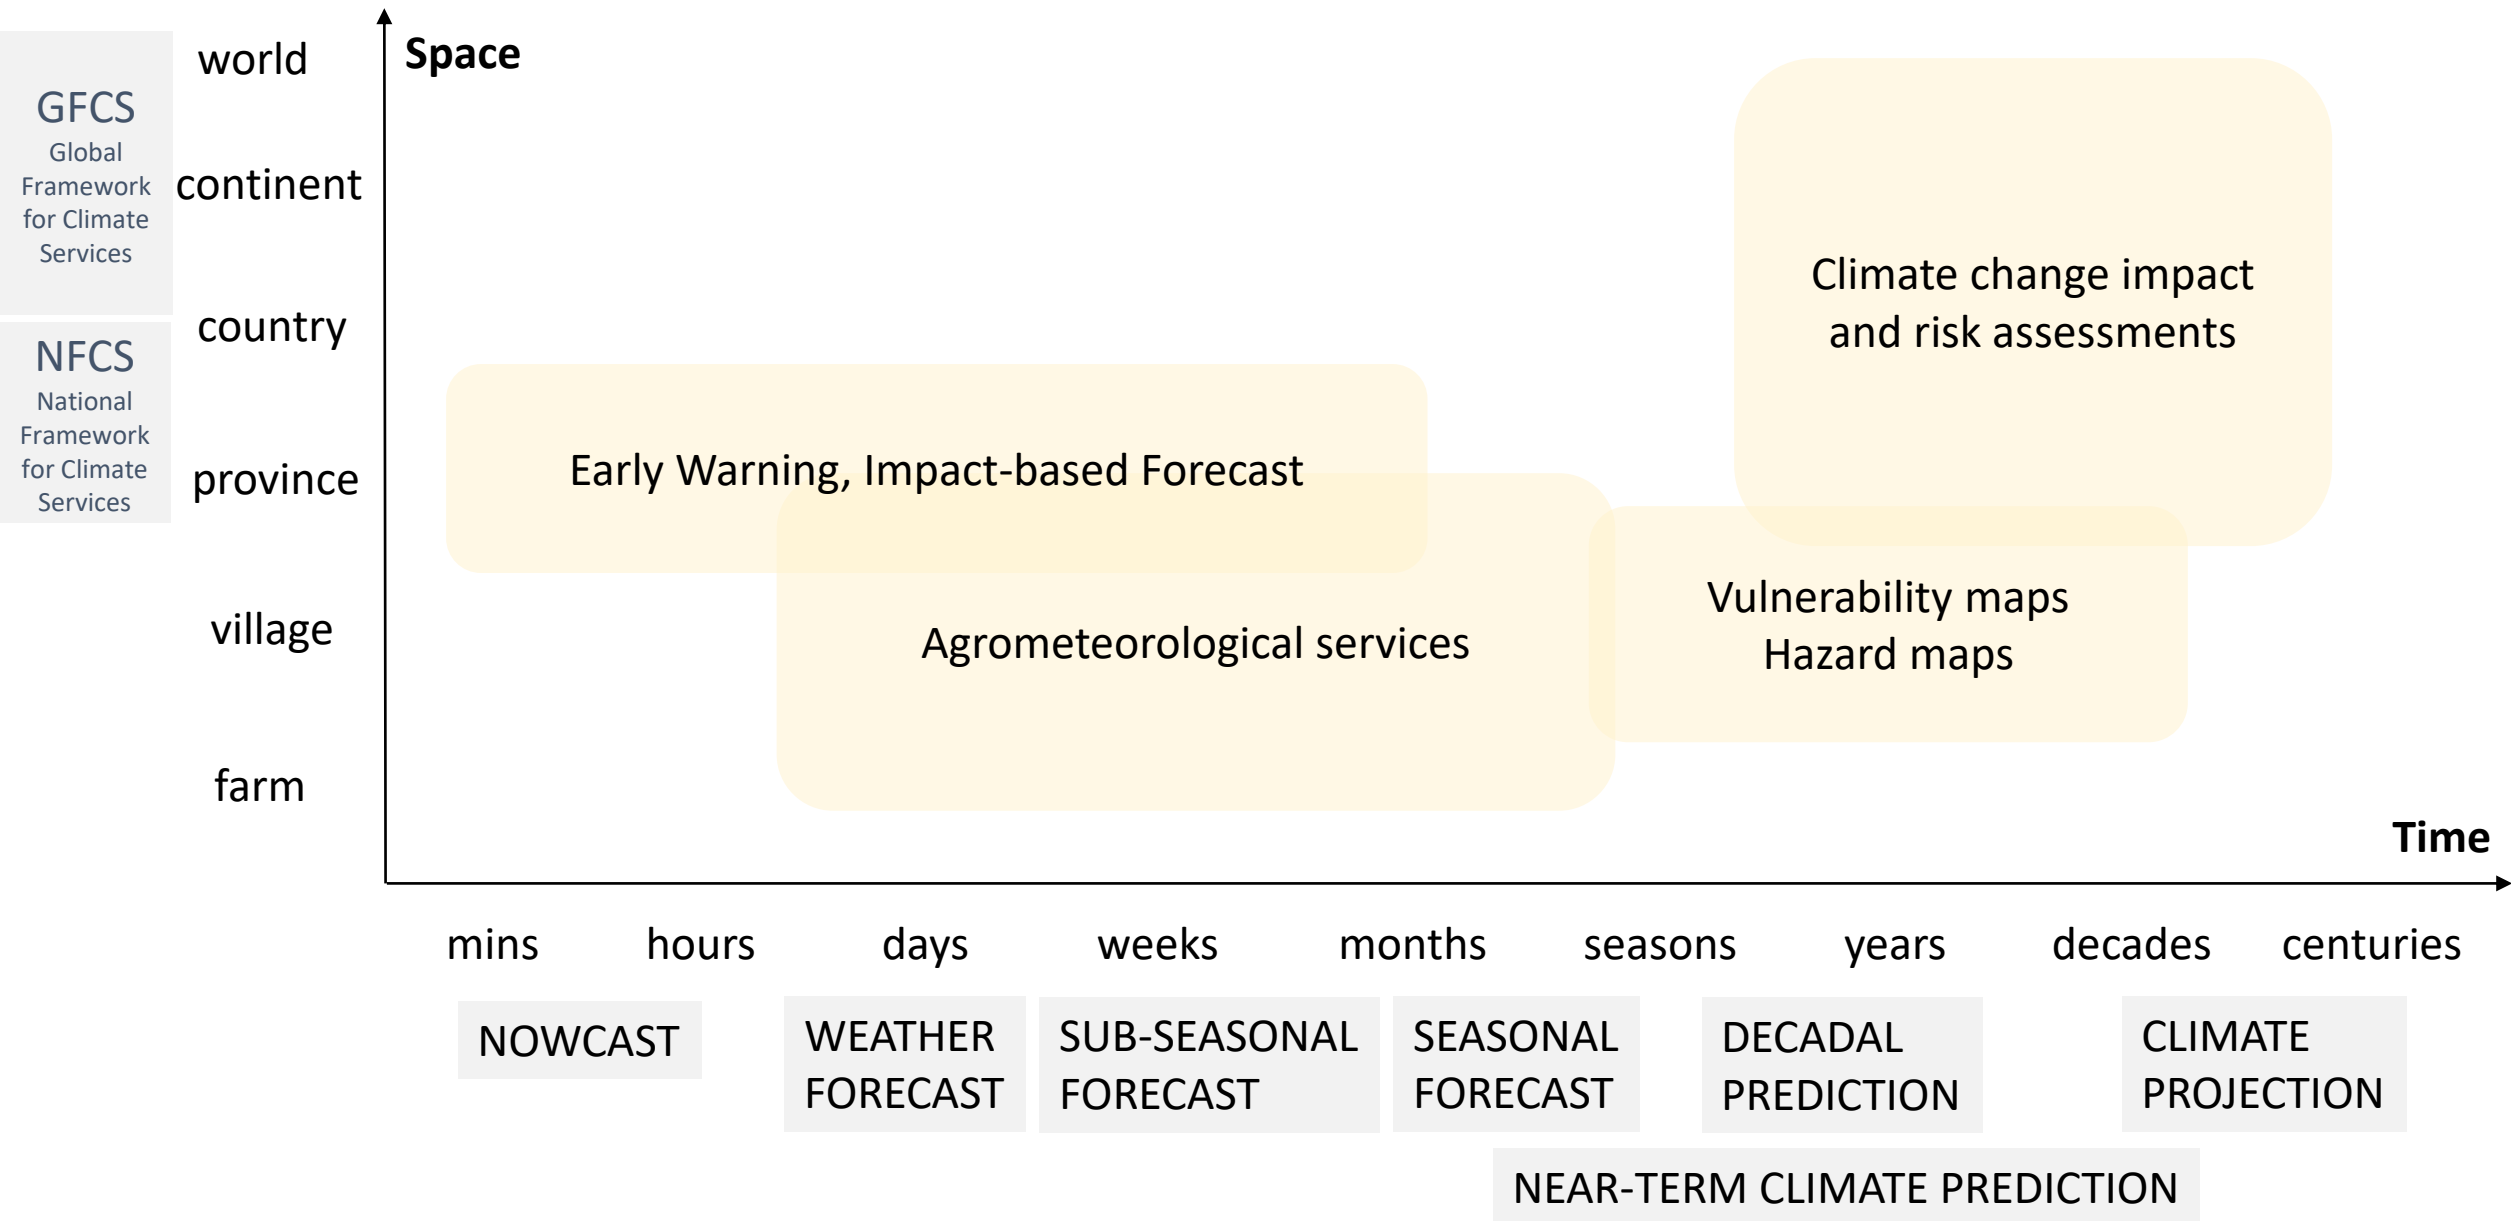 world
Space
GFCS
Global
Framework
for Climate
Services
continent
Climate change impact
and risk assessments
country
NFCS
National
Framework
for Climate
Services
province
Early Warning, Impact-based Forecast
village
Agrometeorological services
Vulnerability maps
Hazard maps
farm
Time
mins
hours
days
weeks
months
seasons
years
decades
centuries
NOWCAST
WEATHER
FORECAST
SUB-SEASONAL
FORECAST
SEASONAL
FORECAST
DECADAL
PREDICTION
CLIMATE
PROJECTION
NEAR-TERM CLIMATE PREDICTION